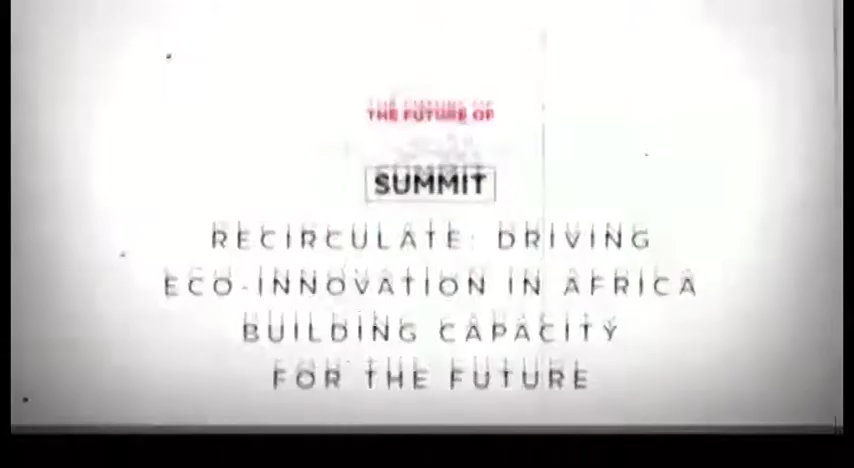 THE FUTURE OF
SUMMIT
RECIRCULATE: DRIVING
ECO-INNOVATION IN AFRICA
BUILDING CAPACITY
FOR THE FUTURE